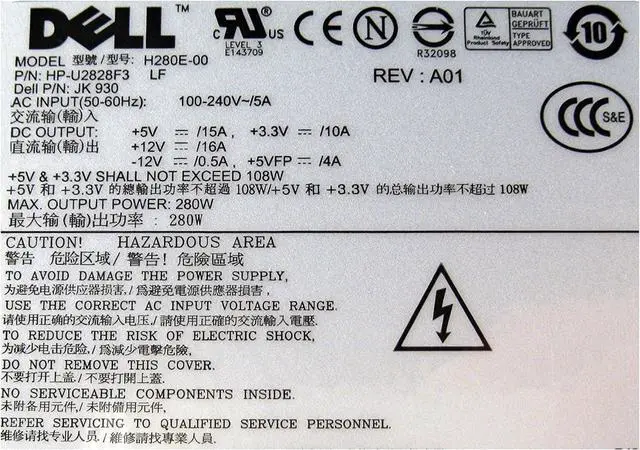 DELL
c RU US
LEVEL 3
E143709
CE
N
R32098
TÜV
Rheinland
Product Safety
BAUART
GEPRÜFT
TYPE
APPROVED
10
MODEL 型號/型号: H280E-00
P/N: HP-U2828F3 LF
REV : A01
Dell P/N: JK 930
AC INPUT(50-60Hz): 100-240V~/5A
交流输(輸)入
CCC S&E
DC OUTPUT: +5V ⎓ /15A , +3.3V ⎓ /10A
直流输(輸)出 +12V ⎓ /16A
-12V ⎓ /0.5A, +5VFP ⎓ /4A
+5V & +3.3V SHALL NOT EXCEED 108W
+5V 和 +3.3V 的總輸出功率不超過 108W/+5V 和 +3.3V 的总输出功率不超过 108W
MAX. OUTPUT POWER: 280W
最大输(輸)出功率 : 280W
CAUTION! HAZARDOUS AREA
警告 危险区域/ 警告! 危險區域
TO AVOID DAMAGE THE POWER SUPPLY,
为避免电源供应器损害,/爲避免電源供應器損害 ,
USE THE CORRECT AC INPUT VOLTAGE RANGE.
请使用正确的交流输入电压./ 請使用正確的交流輸入電壓.
TO REDUCE THE RISK OF ELECTRIC SHOCK,
为减少电击危险,/ 爲減少電擊危險,
DO NOT REMOVE THIS COVER.
不要打开上盖./ 不要打開上蓋.
NO SERVICEABLE COMPONENTS INSIDE.
未附备用元件,/ 未附備用元件,
REFER SERVICING TO QUALIFIED SERVICE PERSONNEL.
维修请找专业人员./ 維修請找專業人員.